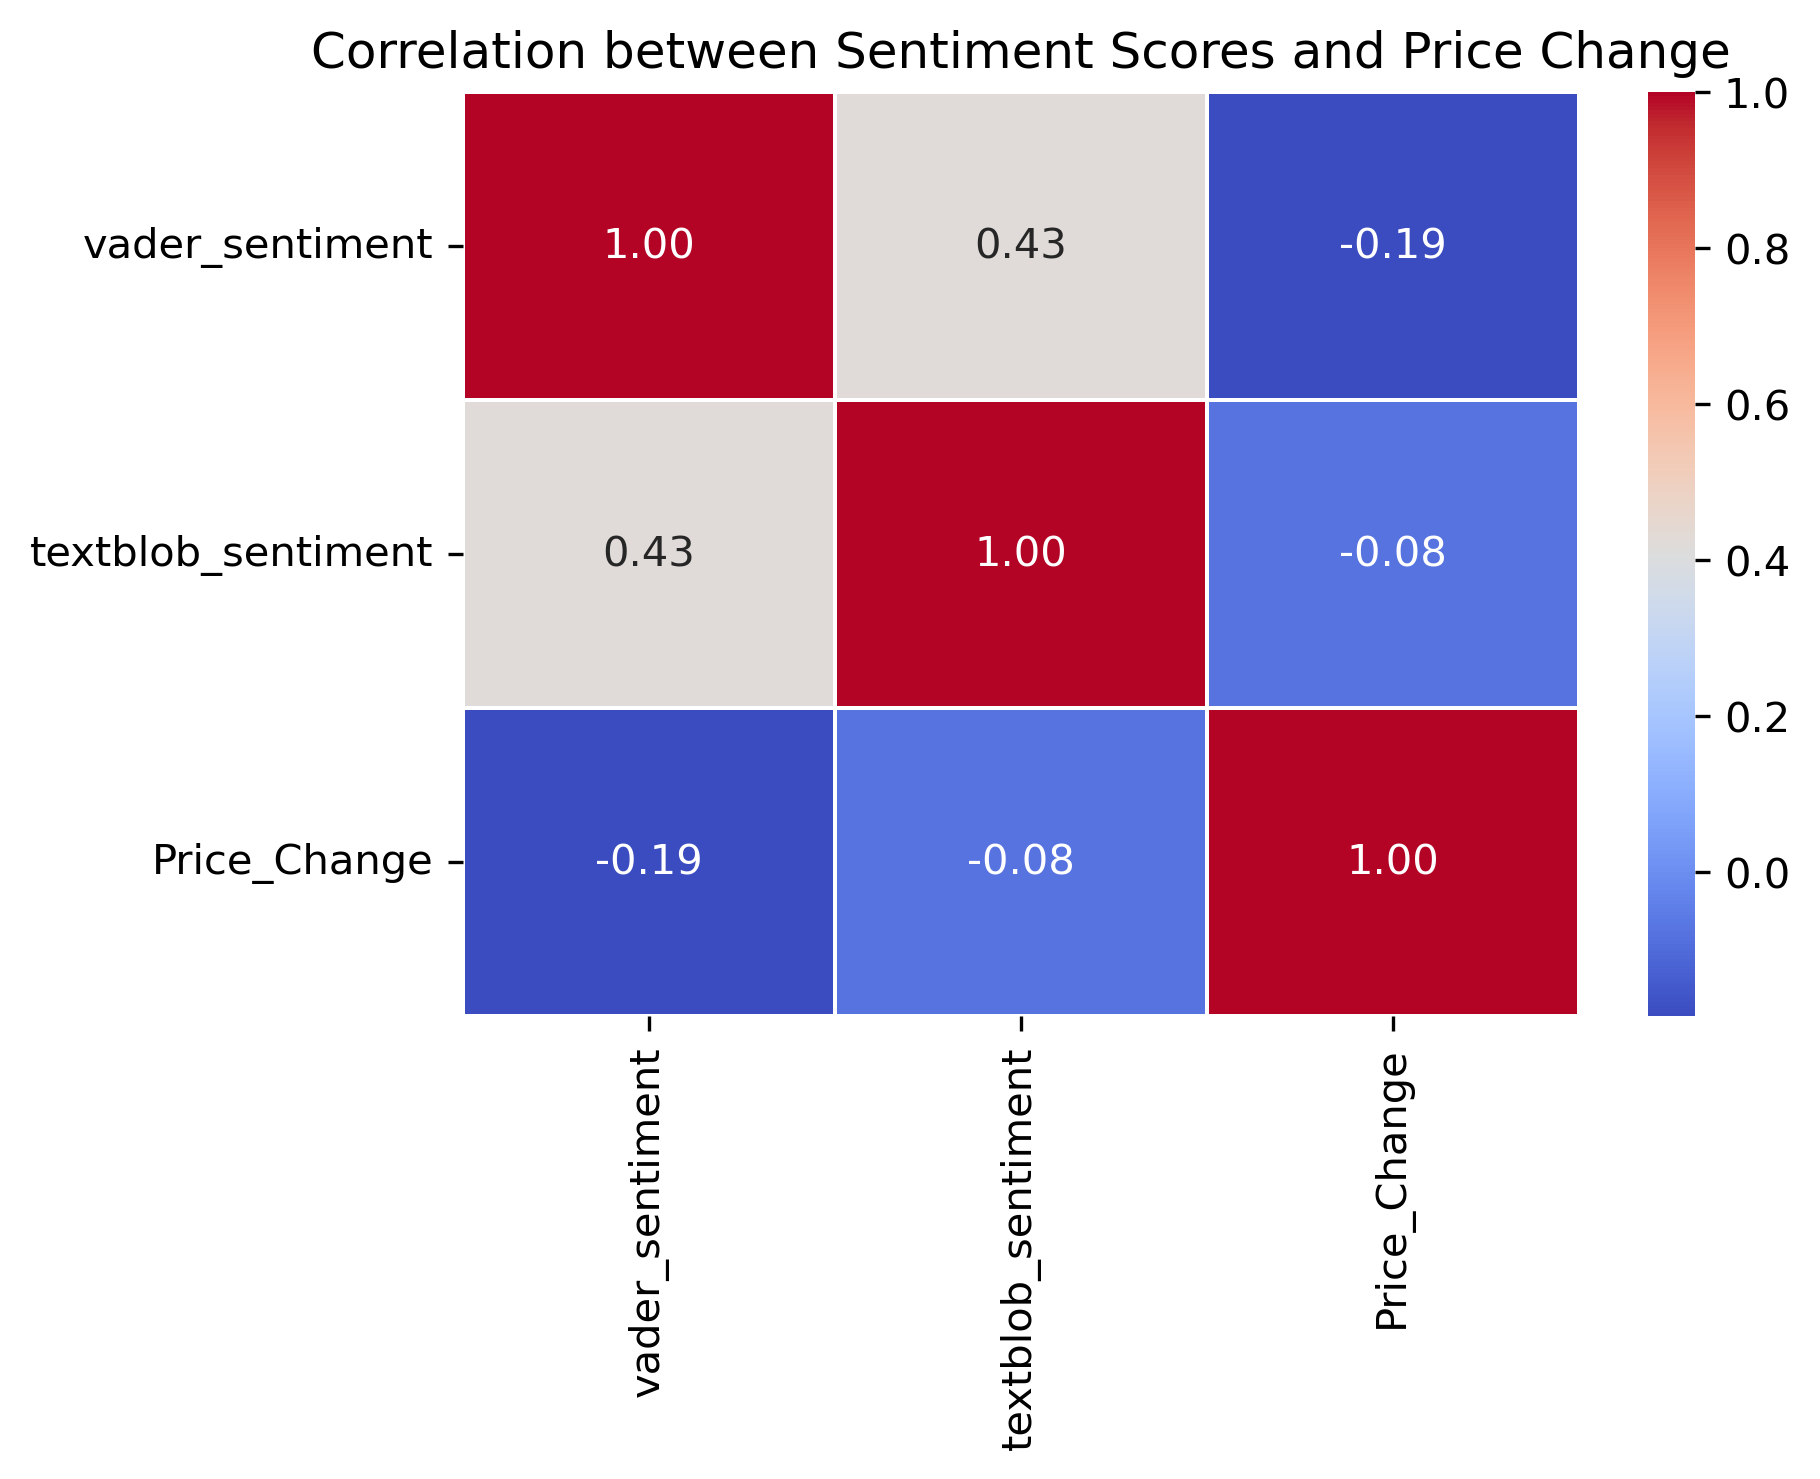 Correlation between Sentiment Scores and Price Change
vader_sentiment 1.00 0.43 -0.19
textblob_sentiment 0.43 1.00 -0.08
Price_Change -0.19 -0.08 1.00
vader_sentiment
textblob_sentiment
Price_Change
1.0
0.8
0.6
0.4
0.2
0.0